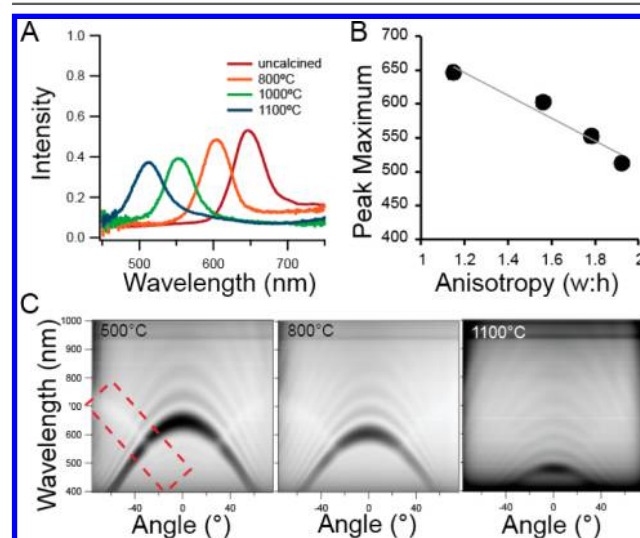 A
B
uncalcined
800ºC
1000ºC
1100ºC
Intensity
1.0
0.8
0.6
0.4
0.2
0.0
500
600
700
Wavelength (nm)
Peak Maximum
700
650
600
550
500
450
400
1
1.2
1.4
1.6
1.8
2
Anisotropy (w:h)
C
Wavelength (nm)
1000
900
800
700
600
500
400
500°C
800°C
1100°C
-40
0
40
-40
0
40
-40
0
40
Angle (°)
Angle (°)
Angle (°)